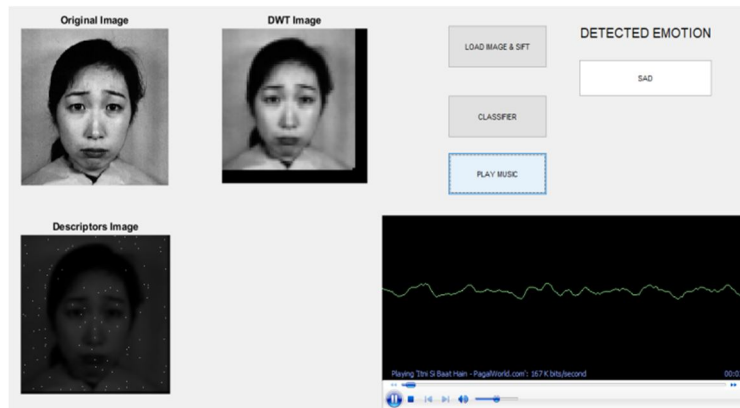 Original Image
DWT Image
LOAD IMAGE & SIFT
DETECTED EMOTION
SAD
CLASSIFIER
PLAY MUSIC
Descriptors Image
Playing 'Itni Si Baat Hain - PagalWorld.com': 167 K bits/second